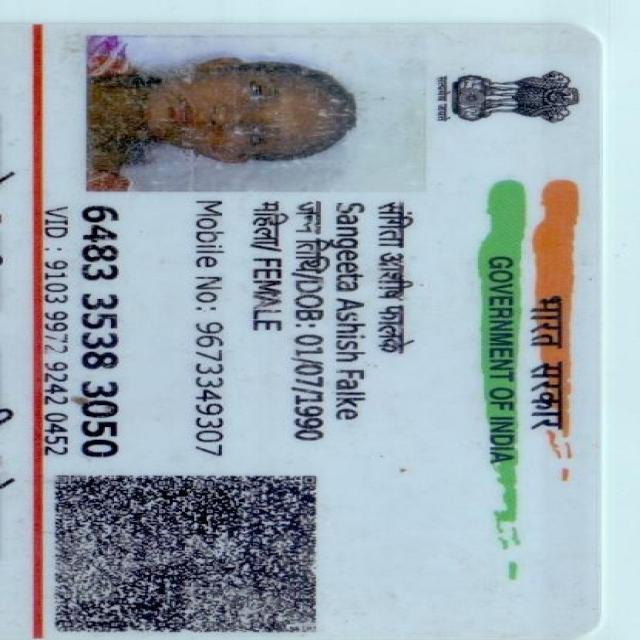 भारत सरकार
GOVERNMENT OF INDIA
सत्यमेव जयते
संगिता आशीष फालके
Sangeeta Ashish Falke
जन्म तिथि/DOB: 01/07/1990
महिला/ FEMALE
Mobile No: 9673349307
6483 3538 3050
VID : 9103 9972 9242 0452